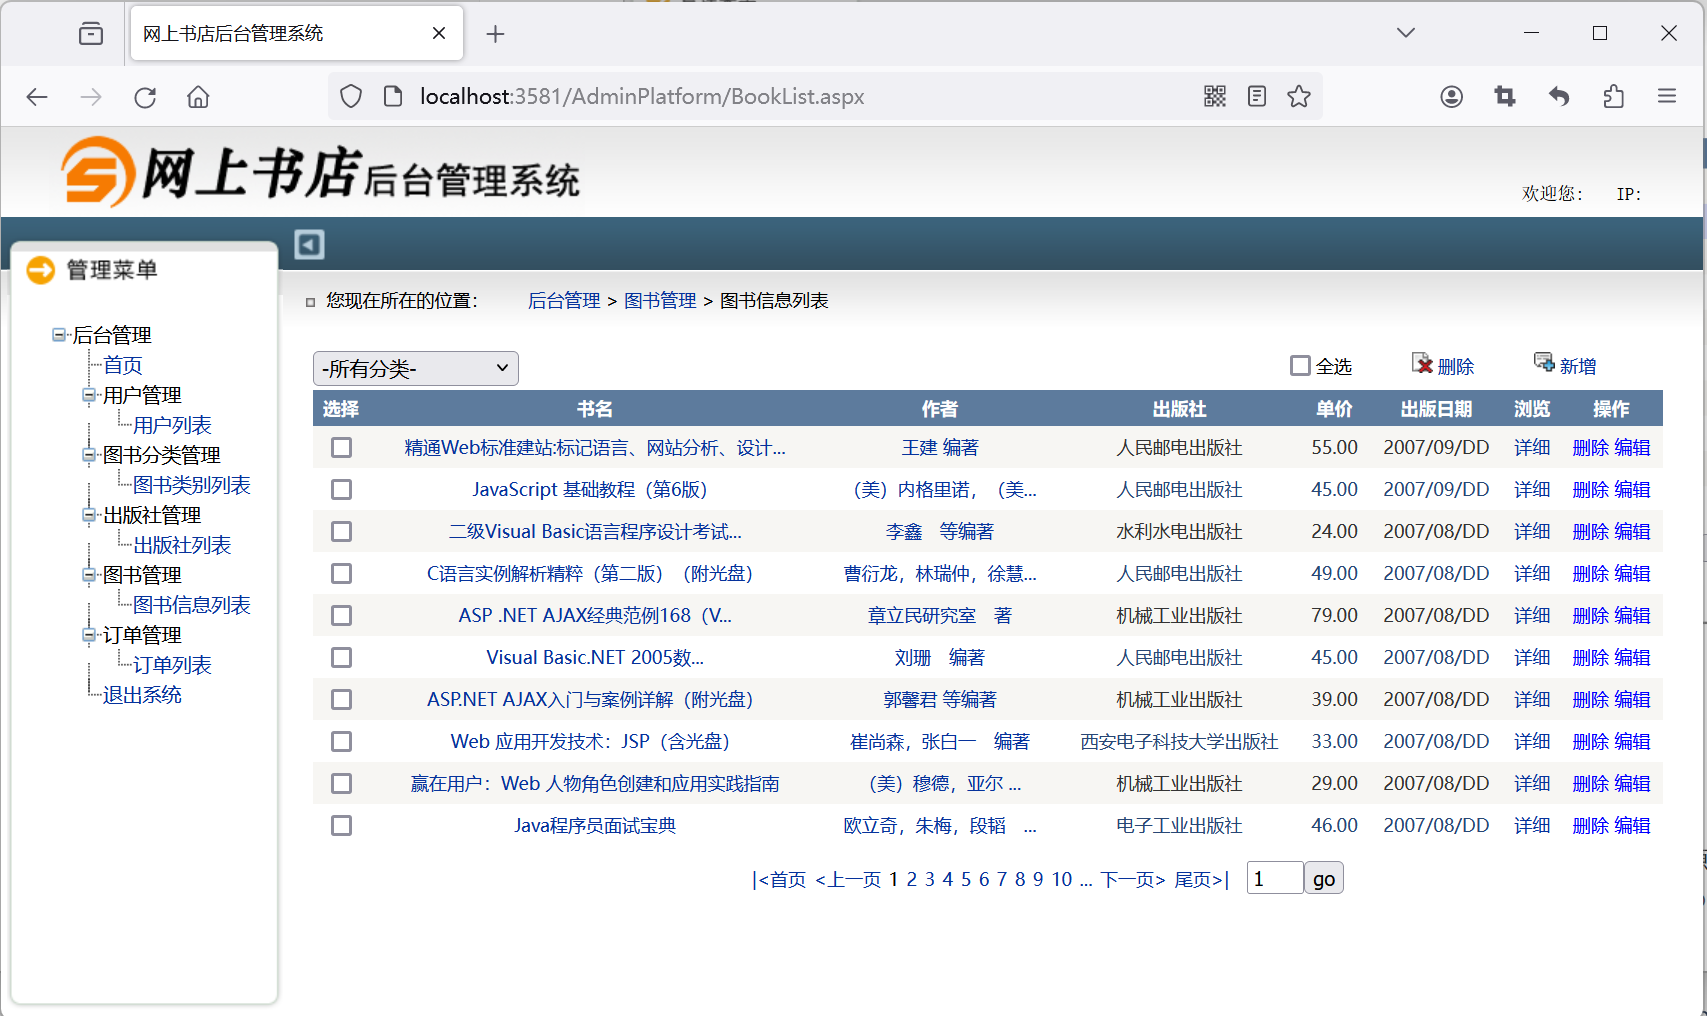 网上书店后台管理系统
localhost:3581/AdminPlatform/BookList.aspx
网上书店后台管理系统
欢迎您： IP：
管理菜单
后台管理
首页
用户管理
用户列表
图书分类管理
图书类别列表
出版社管理
出版社列表
图书管理
图书信息列表
订单管理
订单列表
退出系统
您现在所在的位置： 后台管理 > 图书管理 > 图书信息列表
-所有分类- 全选 删除 新增
选择 书名 作者 出版社 单价 出版日期 浏览 操作
精通Web标准建站:标记语言、网站分析、设计... 王建 编著 人民邮电出版社 55.00 2007/09/DD 详细 删除 编辑
JavaScript 基础教程（第6版） （美）内格里诺，（美... 人民邮电出版社 45.00 2007/09/DD 详细 删除 编辑
二级Visual Basic语言程序设计考试... 李鑫　等编著 水利水电出版社 24.00 2007/08/DD 详细 删除 编辑
C语言实例解析精粹（第二版）（附光盘） 曹衍龙，林瑞仲，徐慧... 人民邮电出版社 49.00 2007/08/DD 详细 删除 编辑
ASP .NET AJAX经典范例168（V... 章立民研究室　著 机械工业出版社 79.00 2007/08/DD 详细 删除 编辑
Visual Basic.NET 2005数... 刘珊　编著 人民邮电出版社 45.00 2007/08/DD 详细 删除 编辑
ASP.NET AJAX入门与案例详解（附光盘） 郭馨君 等编著 机械工业出版社 39.00 2007/08/DD 详细 删除 编辑
Web 应用开发技术：JSP（含光盘） 崔尚森，张白一　编著 西安电子科技大学出版社 33.00 2007/08/DD 详细 删除 编辑
赢在用户：Web 人物角色创建和应用实践指南 （美）穆德，亚尔 ... 机械工业出版社 29.00 2007/08/DD 详细 删除 编辑
Java程序员面试宝典 欧立奇，朱梅，段韬　... 电子工业出版社 46.00 2007/08/DD 详细 删除 编辑
|<首页 <上一页 1 2 3 4 5 6 7 8 9 10 ... 下一页> 尾页>| 1 go